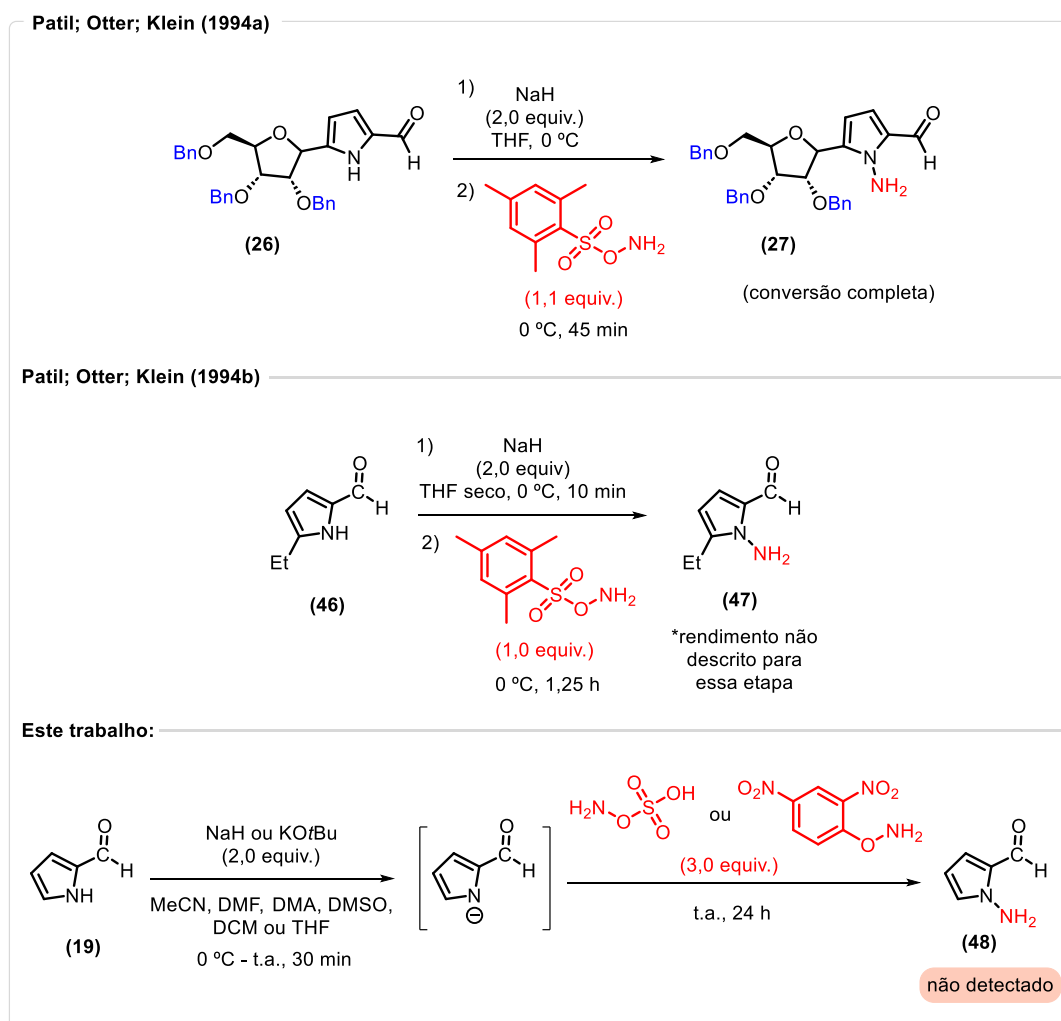 Patil; Otter; Klein (1994a)
1)
NaH
(2,0 equiv.)
THF, 0 ºC
2)
BnO
O
BnO
OBn
N
H
O
H
(26)
S
O
O
O
NH₂
(1,1 equiv.)
0 ºC, 45 min
BnO
O
BnO
OBn
N
NH₂
O
H
(27)
(conversão completa)
Patil; Otter; Klein (1994b)
1)
NaH
(2,0 equiv)
THF seco, 0 ºC, 10 min
2)
O
C
H
NH
Et
(46)
O
S
O
O
NH₂
(1,0 equiv.)
0 ºC, 1,25 h
O
C
H
N
NH₂
Et
(47)
*rendimento não
descrito para
essa etapa
Este trabalho:
O
C
H
NH
(19)
NaH ou KOtBu
(2,0 equiv.)
MeCN, DMF, DMA, DMSO,
DCM ou THF
0 ºC - t.a., 30 min
O
C
H
N
⊖
H₂N
O
S
O
OH
O
ou
O₂N
NO₂
O
NH₂
(3,0 equiv.)
t.a., 24 h
O
C
H
N
NH₂
(48)
não detectado